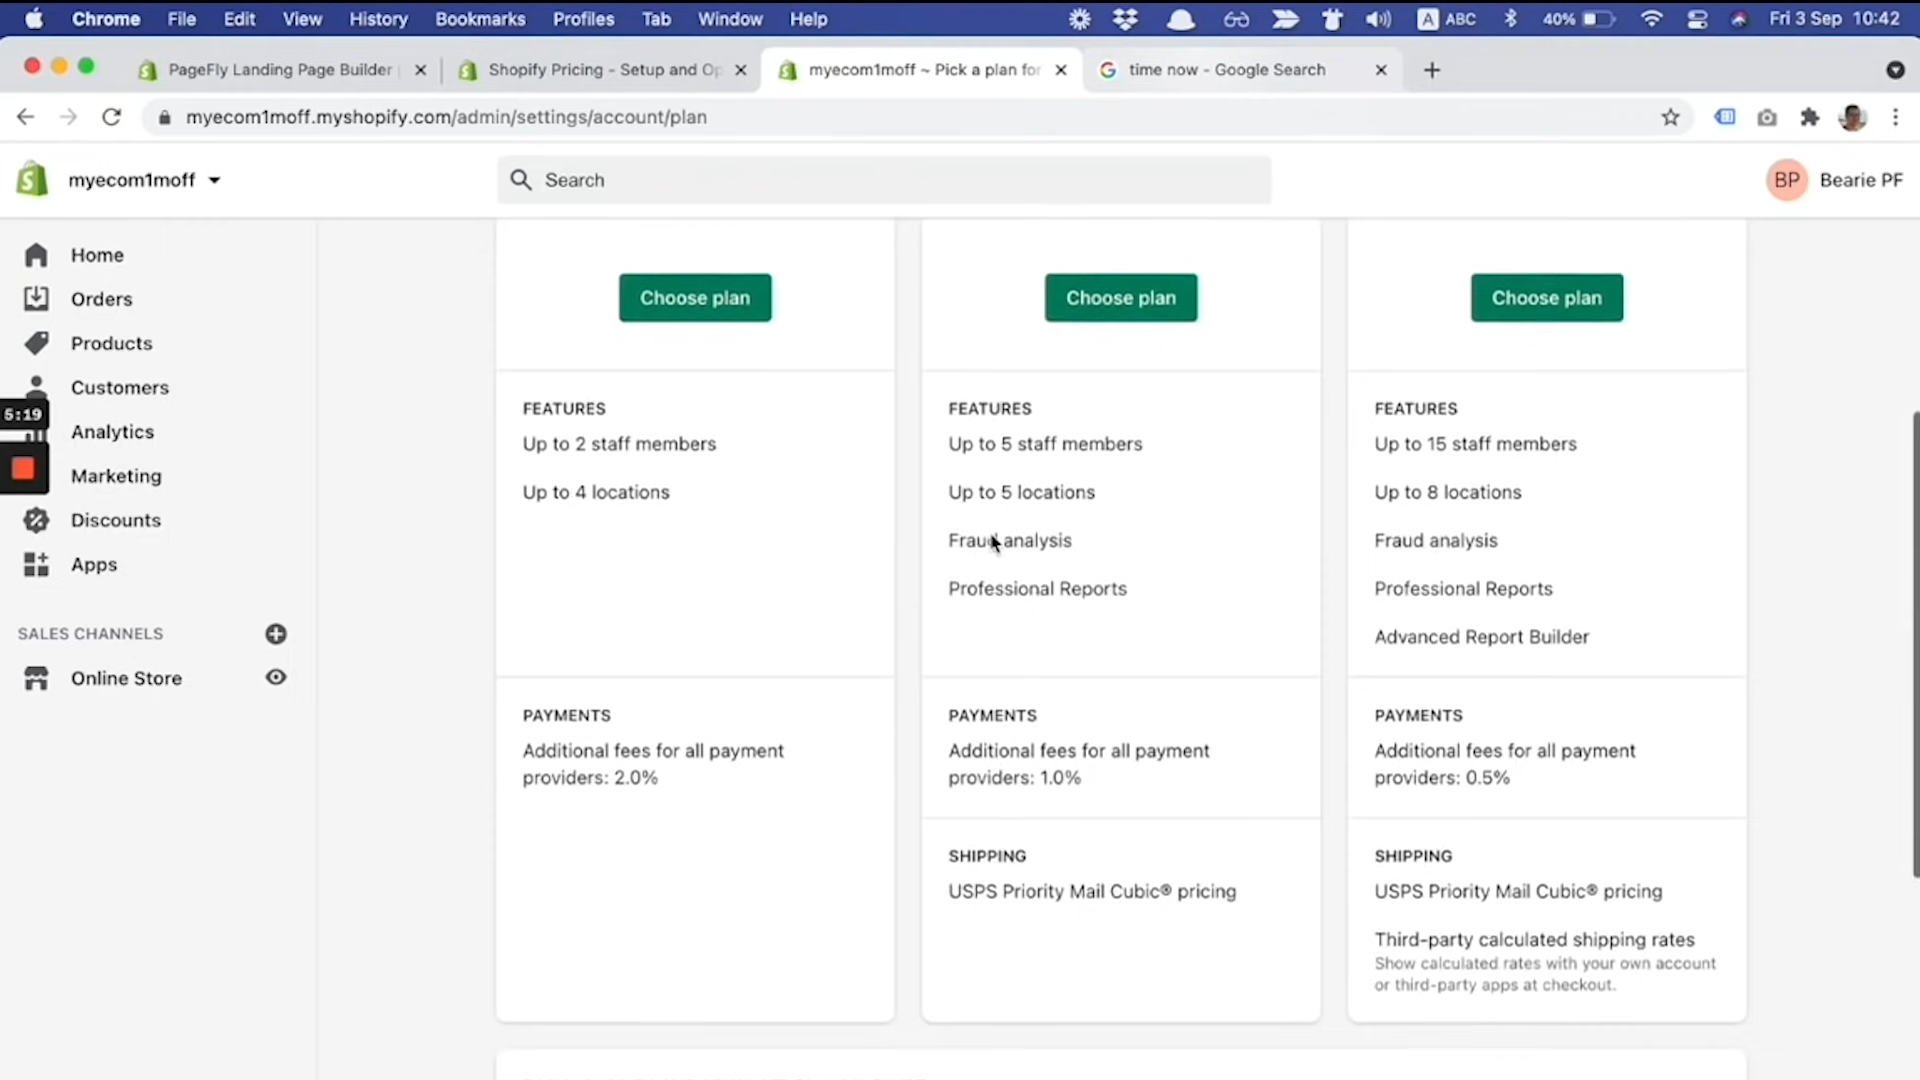 Chrome File Edit View History Bookmarks Profiles Tab Window Help A ABC 40% Fri 3 Sep 10:42
PageFly Landing Page Builder Shopify Pricing - Setup and Op myecom1moff ~ Pick a plan for G time now - Google Search
myecom1moff.myshopify.com/admin/settings/account/plan
myecom1moff Search BP Bearie PF
Home
Orders
Products
Customers
5:19
Analytics
Marketing
Discounts
Apps
SALES CHANNELS
Online Store
Choose plan
FEATURES
Up to 2 staff members
Up to 4 locations
PAYMENTS
Additional fees for all payment
providers: 2.0%
Choose plan
FEATURES
Up to 5 staff members
Up to 5 locations
Fraud analysis
Professional Reports
PAYMENTS
Additional fees for all payment
providers: 1.0%
SHIPPING
USPS Priority Mail Cubic® pricing
Choose plan
FEATURES
Up to 15 staff members
Up to 8 locations
Fraud analysis
Professional Reports
Advanced Report Builder
PAYMENTS
Additional fees for all payment
providers: 0.5%
SHIPPING
USPS Priority Mail Cubic® pricing
Third-party calculated shipping rates
Show calculated rates with your own account
or third-party apps at checkout.